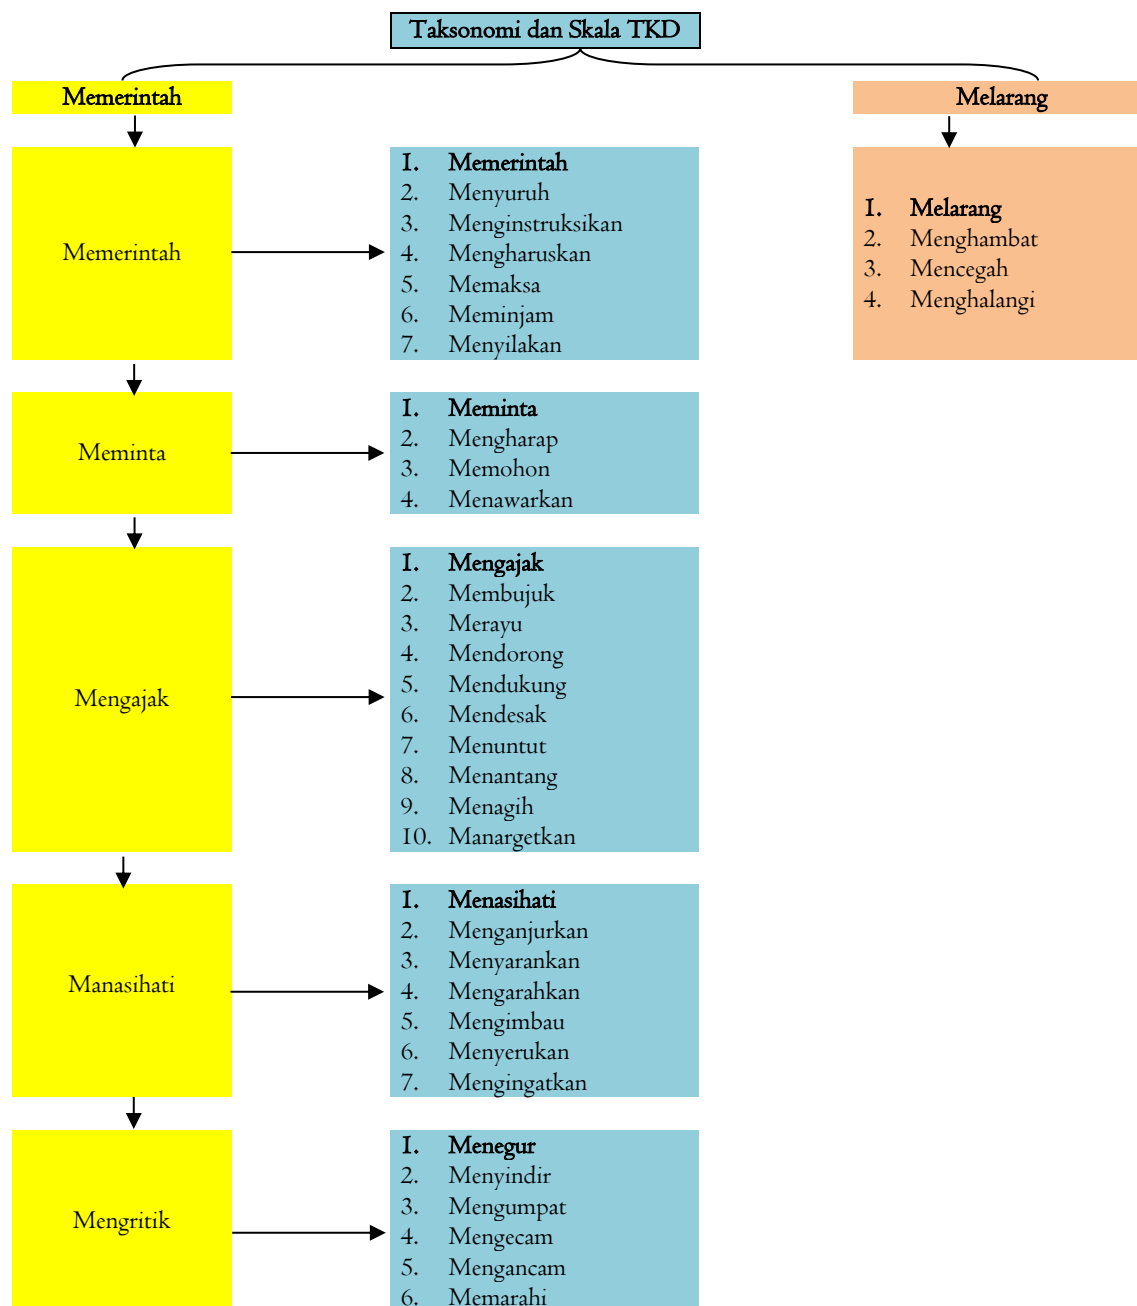 Taksonomi dan Skala TKD
Memerintah
Melarang
Memerintah
1. Memerintah
2. Menyuruh
3. Menginstruksikan
4. Mengharuskan
5. Memaksa
6. Meminjam
7. Menyilakan
1. Melarang
2. Menghambat
3. Mencegah
4. Menghalangi
Meminta
1. Meminta
2. Mengharap
3. Memohon
4. Menawarkan
Mengajak
1. Mengajak
2. Membujuk
3. Merayu
4. Mendorong
5. Mendukung
6. Mendesak
7. Menuntut
8. Menantang
9. Menagih
10. Manargetkan
Manasihati
1. Menasihati
2. Menganjurkan
3. Menyarankan
4. Mengarahkan
5. Mengimbau
6. Menyerukan
7. Mengingatkan
Mengritik
1. Menegur
2. Menyindir
3. Mengumpat
4. Mengecam
5. Mengancam
6. Memarahi